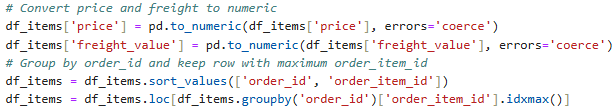 # Convert price and freight to numeric
df_items['price'] = pd.to_numeric(df_items['price'], errors='coerce')
df_items['freight_value'] = pd.to_numeric(df_items['freight_value'], errors='coerce')
# Group by order_id and keep row with maximum order_item_id
df_items = df_items.sort_values(['order_id', 'order_item_id'])
df_items = df_items.loc[df_items.groupby('order_id')['order_item_id'].idxmax()]